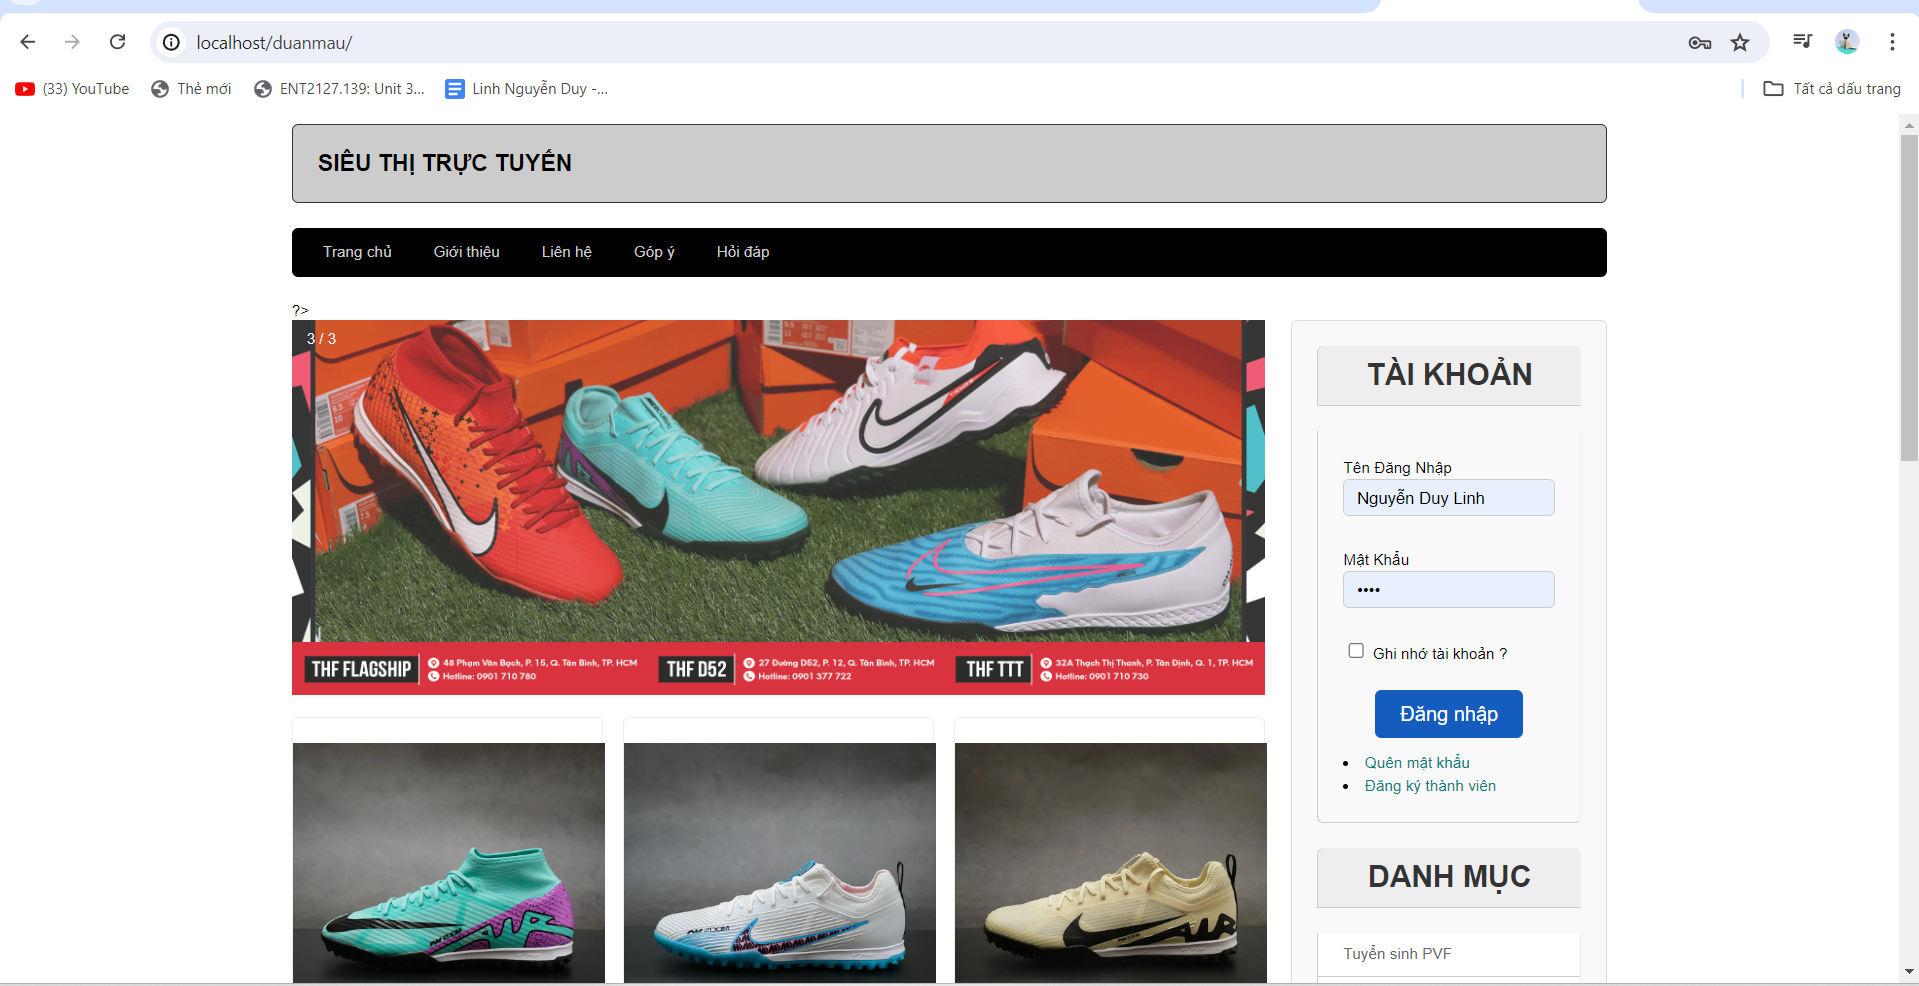 localhost/duanmau/
(33) YouTube
Thẻ mới
ENT2127.139: Unit 3...
Linh Nguyễn Duy -...
Tất cả dấu trang
SIÊU THỊ TRỰC TUYẾN
Trang chủ
Giới thiệu
Liên hệ
Góp ý
Hỏi đáp
?>
3 / 3
THF FLAGSHIP
48 Phạm Văn Bạch, P. 15, Q. Tân Bình, TP. HCM
Hotline: 0901 710 780
THF D52
27 Đường D52, P. 12, Q. Tân Bình, TP. HCM
Hotline: 0901 377 722
THF TTT
32A Thạch Thị Thanh, P. Tân Định, Q. 1, TP. HCM
Hotline: 0901 710 730
TÀI KHOẢN
Tên Đăng Nhập
Nguyễn Duy Linh
Mật Khẩu
••••
Ghi nhớ tài khoản ?
Đăng nhập
Quên mật khẩu
Đăng ký thành viên
DANH MỤC
Tuyển sinh PVF